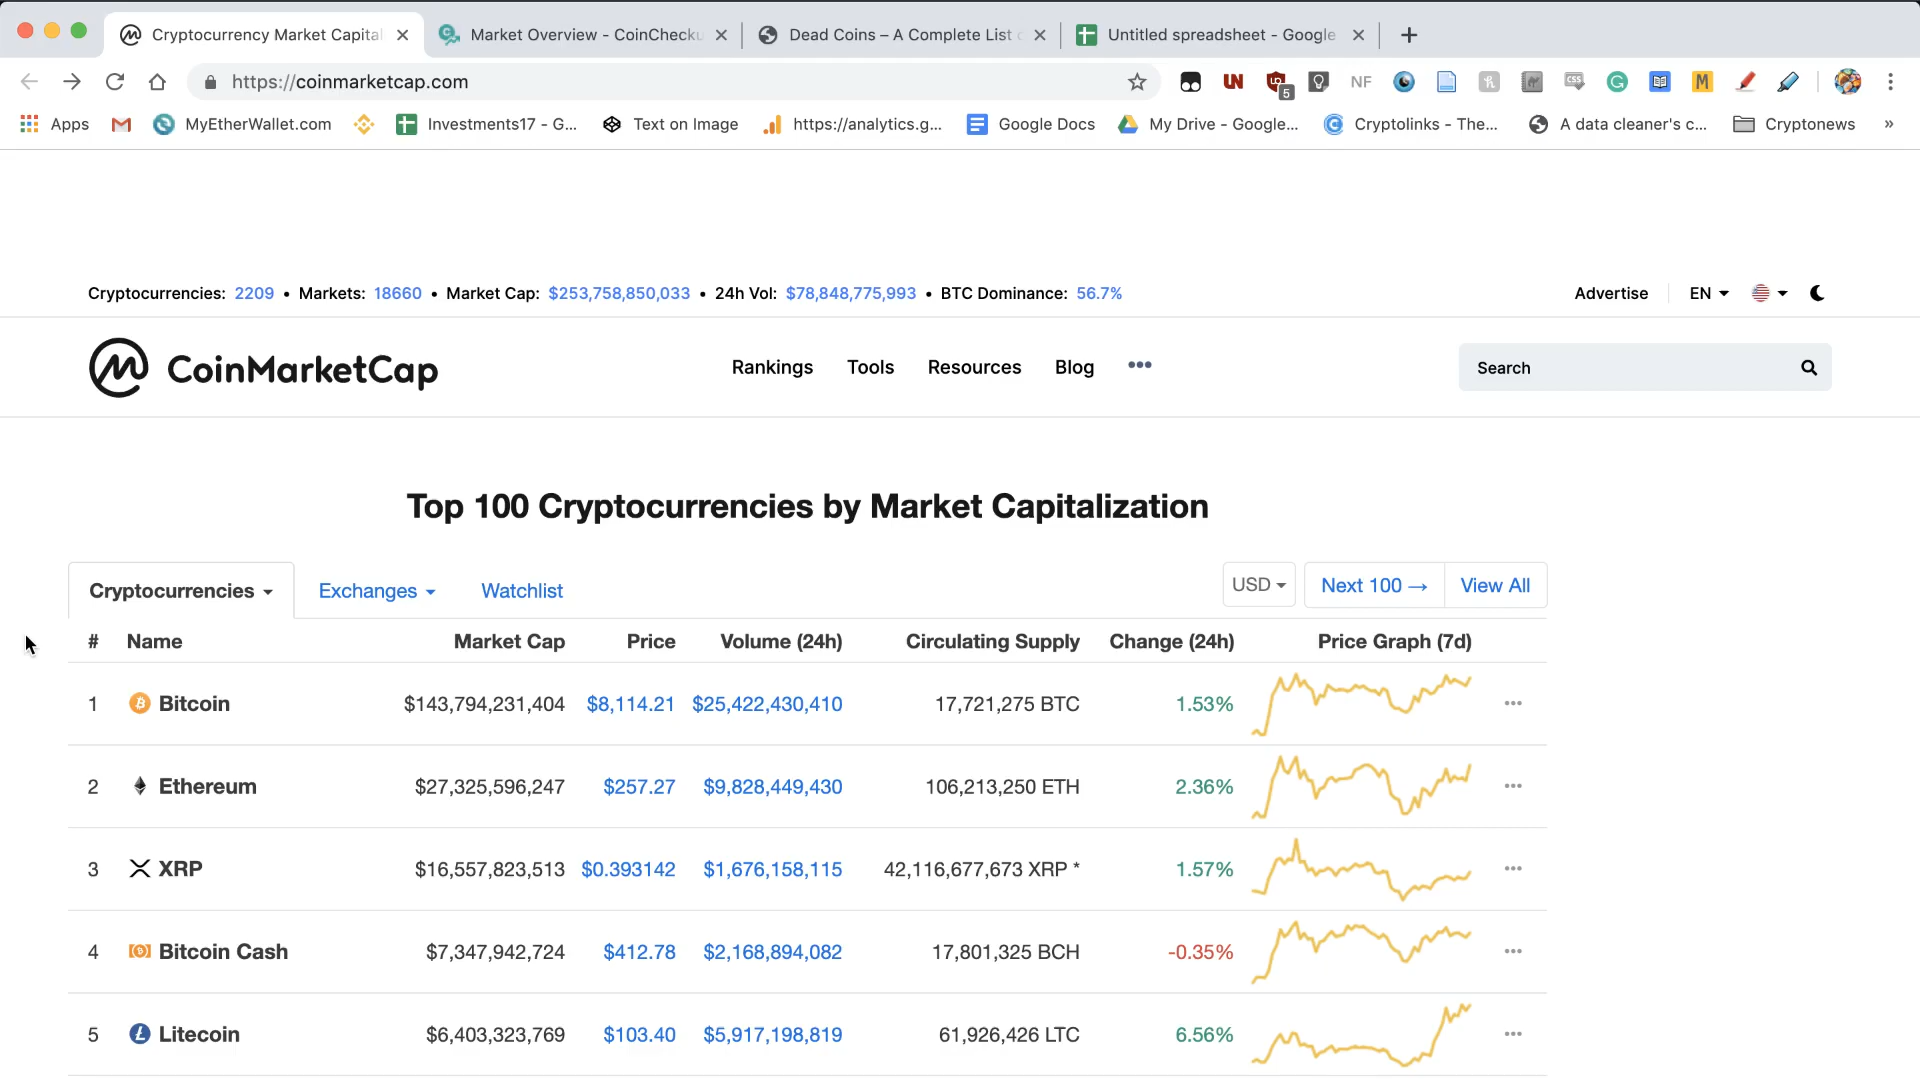 Cryptocurrency Market Capital
Market Overview - CoinChecku
Dead Coins – A Complete List o
Untitled spreadsheet - Google
https://coinmarketcap.com
UN
5
NF
CSS
G
M
Apps
MyEtherWallet.com
Investments17 - G...
Text on Image
https://analytics.g...
Google Docs
My Drive - Google...
Cryptolinks - The...
A data cleaner's c...
Cryptonews
»
Cryptocurrencies: 2209 • Markets: 18660 • Market Cap: $253,758,850,033 • 24h Vol: $78,848,775,993 • BTC Dominance: 56.7%
Advertise
EN
CoinMarketCap
Rankings
Tools
Resources
Blog
•••
Search
Top 100 Cryptocurrencies by Market Capitalization
Cryptocurrencies
Exchanges
Watchlist
USD
Next 100 →
View All
# Name Market Cap Price Volume (24h) Circulating Supply Change (24h) Price Graph (7d)
1 Bitcoin $143,794,231,404 $8,114.21 $25,422,430,410 17,721,275 BTC 1.53%
2 Ethereum $27,325,596,247 $257.27 $9,828,449,430 106,213,250 ETH 2.36%
3 XRP $16,557,823,513 $0.393142 $1,676,158,115 42,116,677,673 XRP * 1.57%
4 Bitcoin Cash $7,347,942,724 $412.78 $2,168,894,082 17,801,325 BCH -0.35%
5 Litecoin $6,403,323,769 $103.40 $5,917,198,819 61,926,426 LTC 6.56%